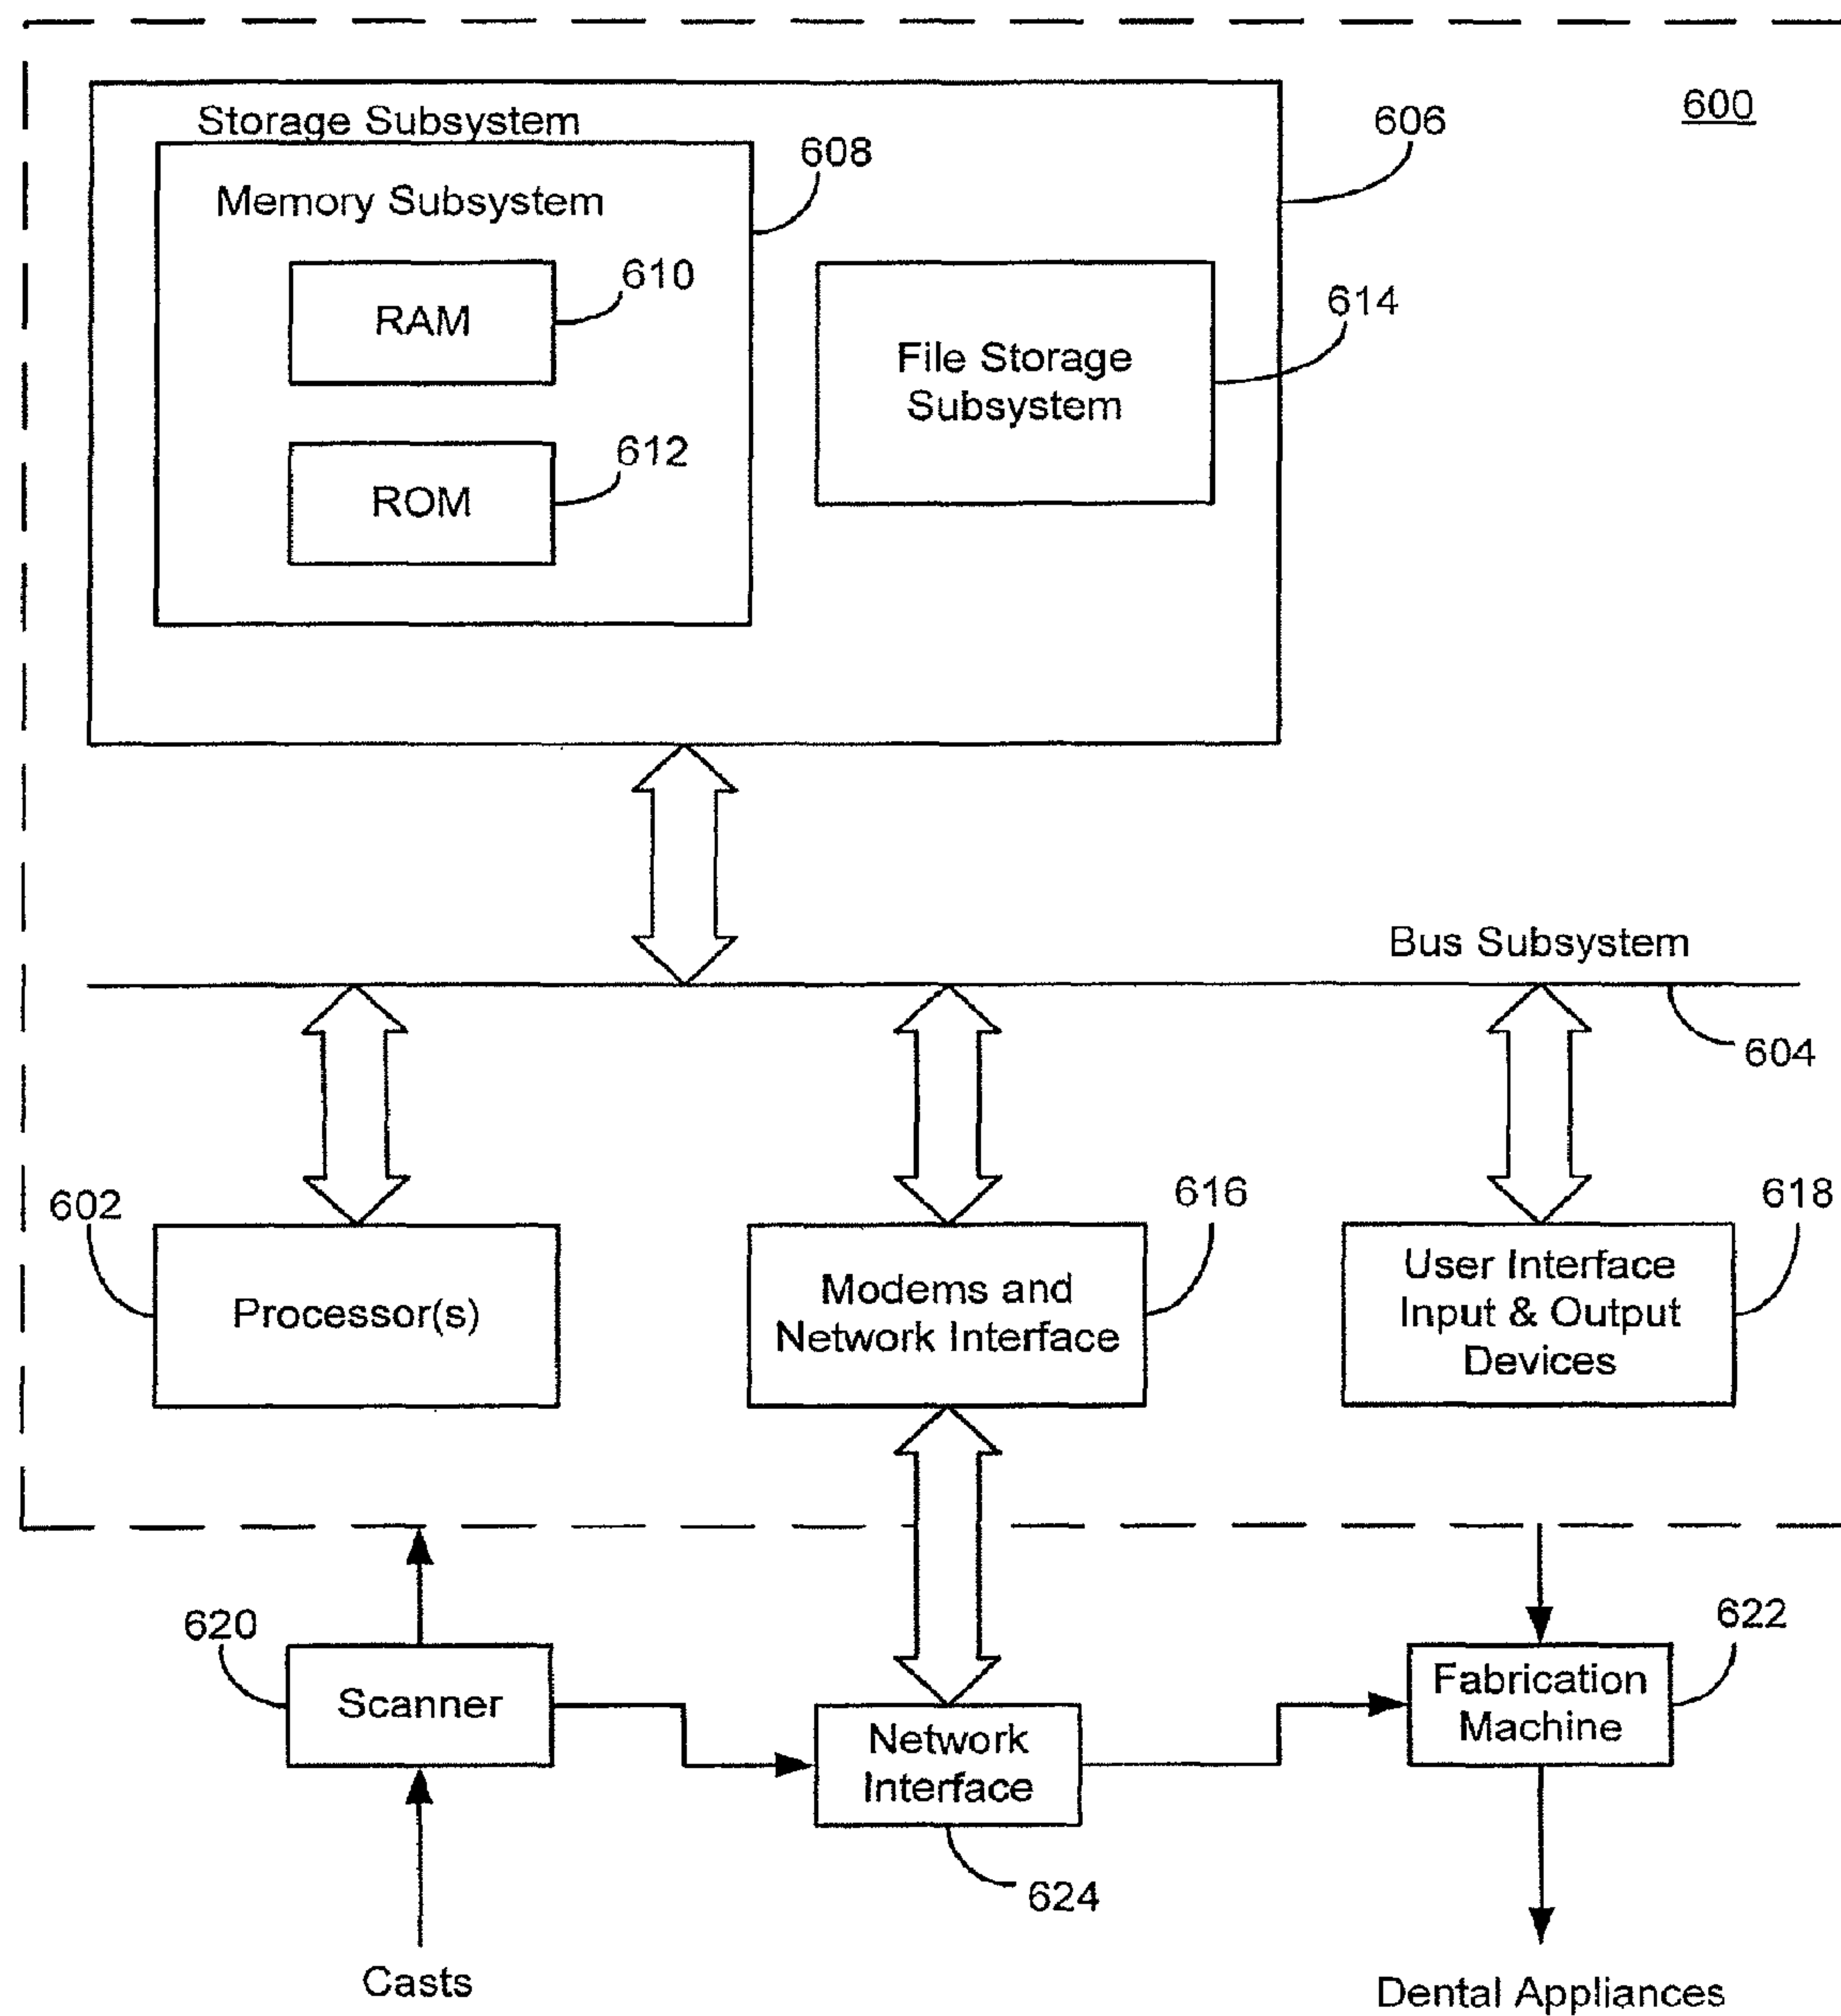 600
Storage Subsystem
606
608
Memory Subsystem
610
RAM
614
File Storage
Subsystem
612
ROM
Bus Subsystem
604
602
Processor(s)
616
Modems and
Network Interface
618
User Interface
Input & Output
Devices
620
Scanner
Network
Interface
624
622
Fabrication
Machine
Casts
Dental Appliances